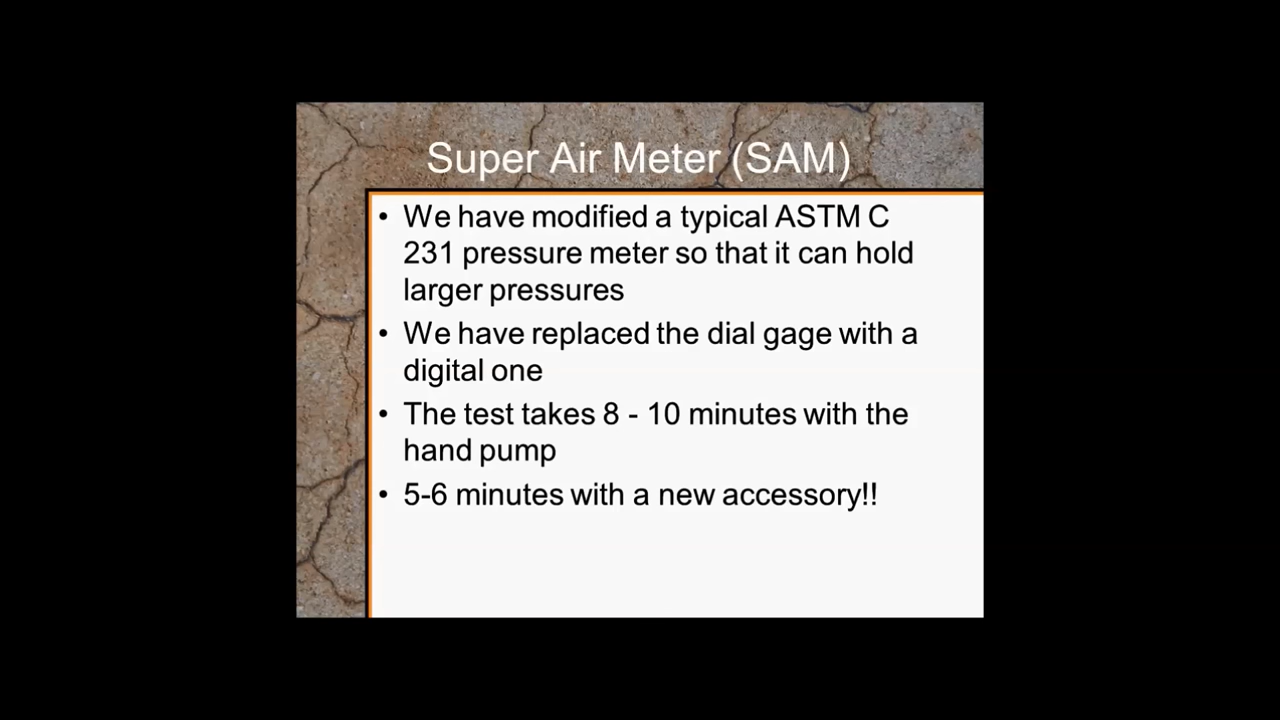 Super Air Meter (SAM)
• We have modified a typical ASTM C
231 pressure meter so that it can hold
larger pressures
• We have replaced the dial gage with a
digital one
• The test takes 8 - 10 minutes with the
hand pump
• 5-6 minutes with a new accessory!!